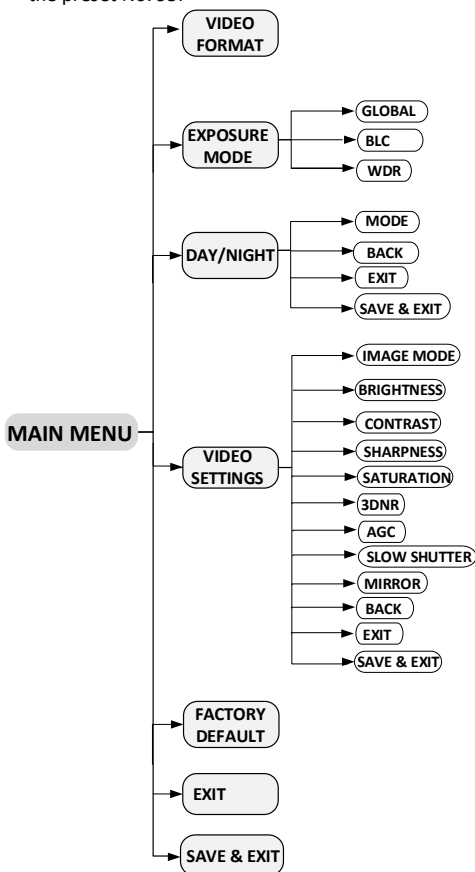 the preset No.
VIDEO
FORMAT
EXPOSURE
MODE
GLOBAL
BLC
WDR
DAY/NIGHT
MODE
BACK
EXIT
SAVE & EXIT
MAIN MENU
VIDEO
SETTINGS
IMAGE MODE
BRIGHTNESS
CONTRAST
SHARPNESS
SATURATION
3DNR
AGC
SLOW SHUTTER
MIRROR
BACK
EXIT
SAVE & EXIT
FACTORY
DEFAULT
EXIT
SAVE & EXIT